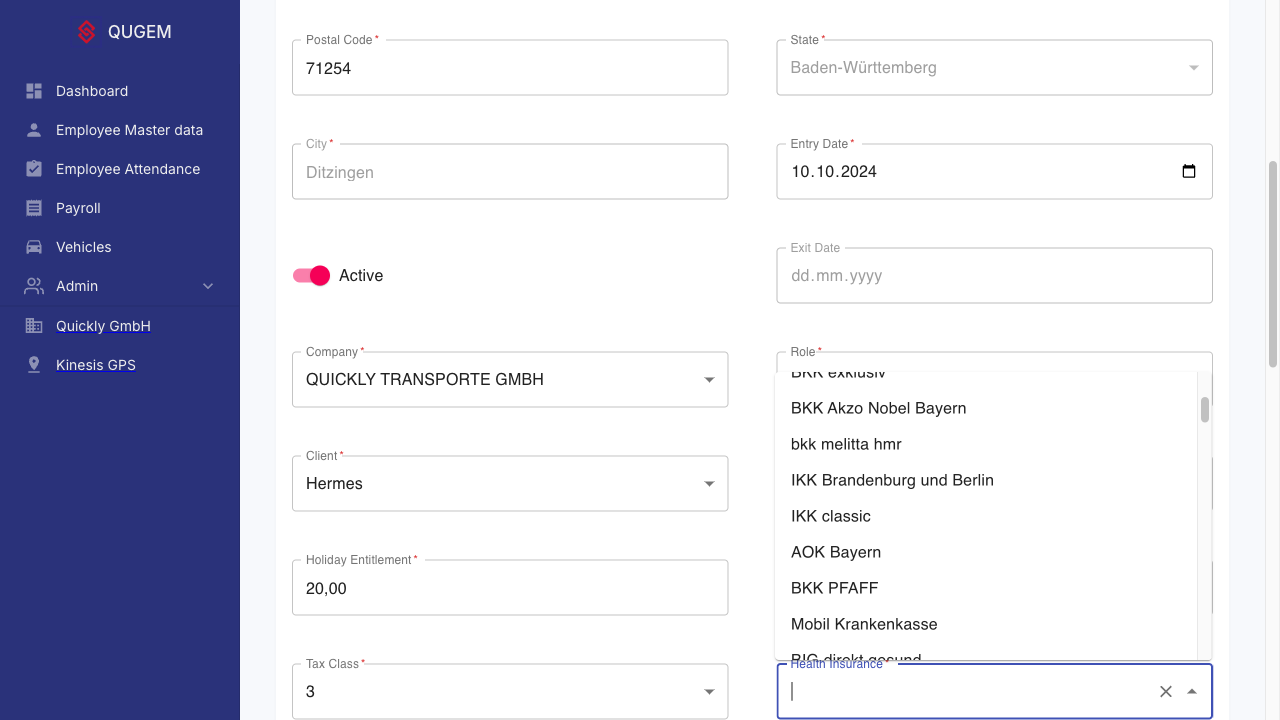 QUGEM
Dashboard
Employee Master data
Employee Attendance
Payroll
Vehicles
Admin
Quickly GmbH
Kinesis GPS
Postal Code *
71254
State *
Baden-Württemberg
City *
Ditzingen
Entry Date *
10.10.2024
Active
Exit Date
dd.mm.yyyy
Company *
QUICKLY TRANSPORTE GMBH
Role *
Client *
Hermes
Holiday Entitlement *
20,00
Tax Class *
3
BKK exklusiv
BKK Akzo Nobel Bayern
bkk melitta hmr
IKK Brandenburg und Berlin
IKK classic
AOK Bayern
BKK PFAFF
Mobil Krankenkasse
BIG direkt gesund
Health Insurance *